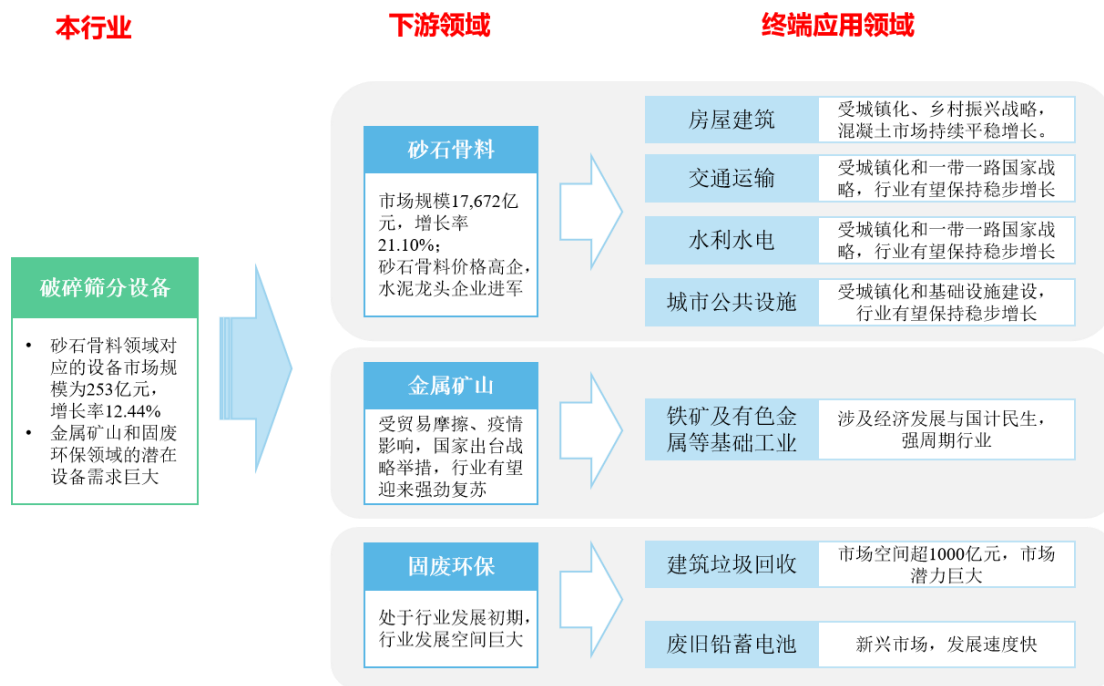 本行业
下游领域
终端应用领域
破碎筛分设备
• 砂石骨料领域对
应的设备市场规
模为253亿元，
增长率12.44%
• 金属矿山和固废
环保领域的潜在
设备需求巨大
砂石骨料
市场规模17,672亿
元，增长率
21.10%；
砂石骨料价格高企，
水泥龙头企业进军
房屋建筑
受城镇化、乡村振兴战略，
混凝土市场持续平稳增长。
交通运输
受城镇化和一带一路国家战
略，行业有望保持稳步增长
水利水电
受城镇化和一带一路国家战
略，行业有望保持稳步增长
城市公共设施
受城镇化和基础设施建设，
行业有望保持稳步增长
金属矿山
受贸易摩擦、疫情
影响，国家出台战
略举措，行业有望
迎来强劲复苏
铁矿及有色金
属等基础工业
涉及经济发展与国计民生，
强周期行业
固废环保
处于行业发展初期，
行业发展空间巨大
建筑垃圾回收
市场空间超1000亿元，市场
潜力巨大
废旧铅蓄电池
新兴市场，发展速度快